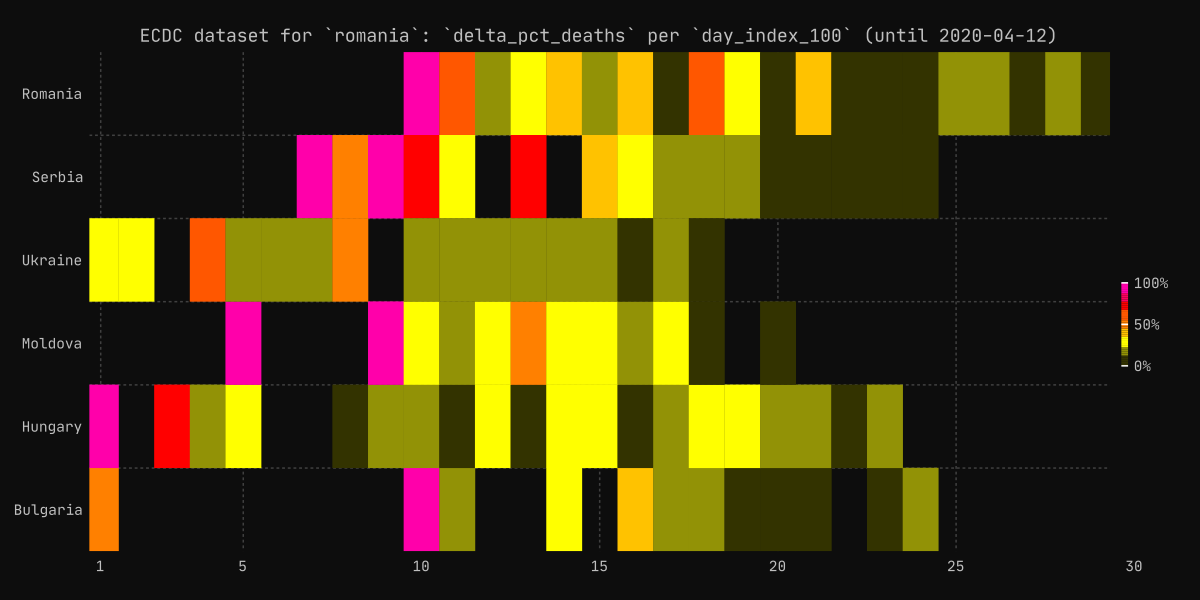 ECDC dataset for `romania`: `delta_pct_deaths` per `day_index_100` (until 2020-04-12)
Romania
Serbia
Ukraine
Moldova
Hungary
Bulgaria
100%
50%
0%
1 5 10 15 20 25 30